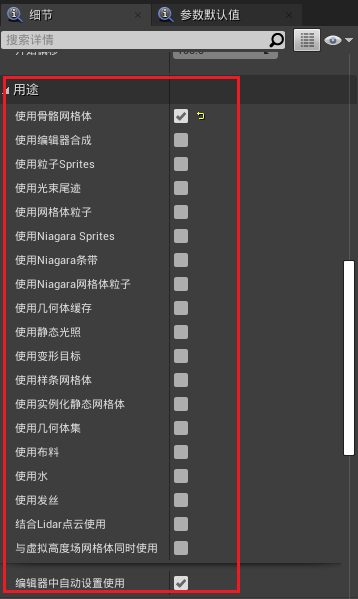 细节
参数默认值
搜索详情
用途
使用骨骼网格体
使用编辑器合成
使用粒子Sprites
使用光束尾迹
使用网格体粒子
使用Niagara Sprites
使用Niagara条带
使用Niagara网格体粒子
使用几何体缓存
使用静态光照
使用变形目标
使用样条网格体
使用实例化静态网格体
使用几何体集
使用布料
使用水
使用发丝
结合Lidar点云使用
与虚拟高度场网格体同时使用
编辑器中自动设置使用